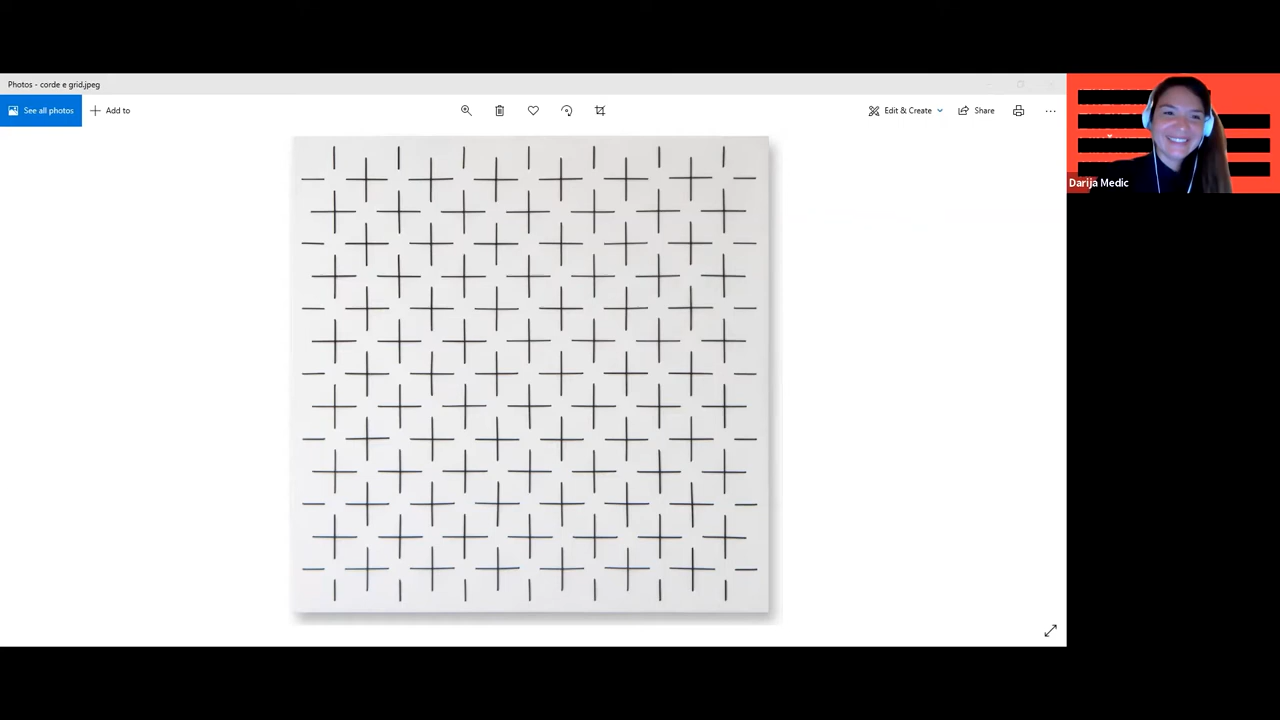 Photos - corde e grid.jpeg
See all photos
Add to
Edit & Create
Share
Darija Medic